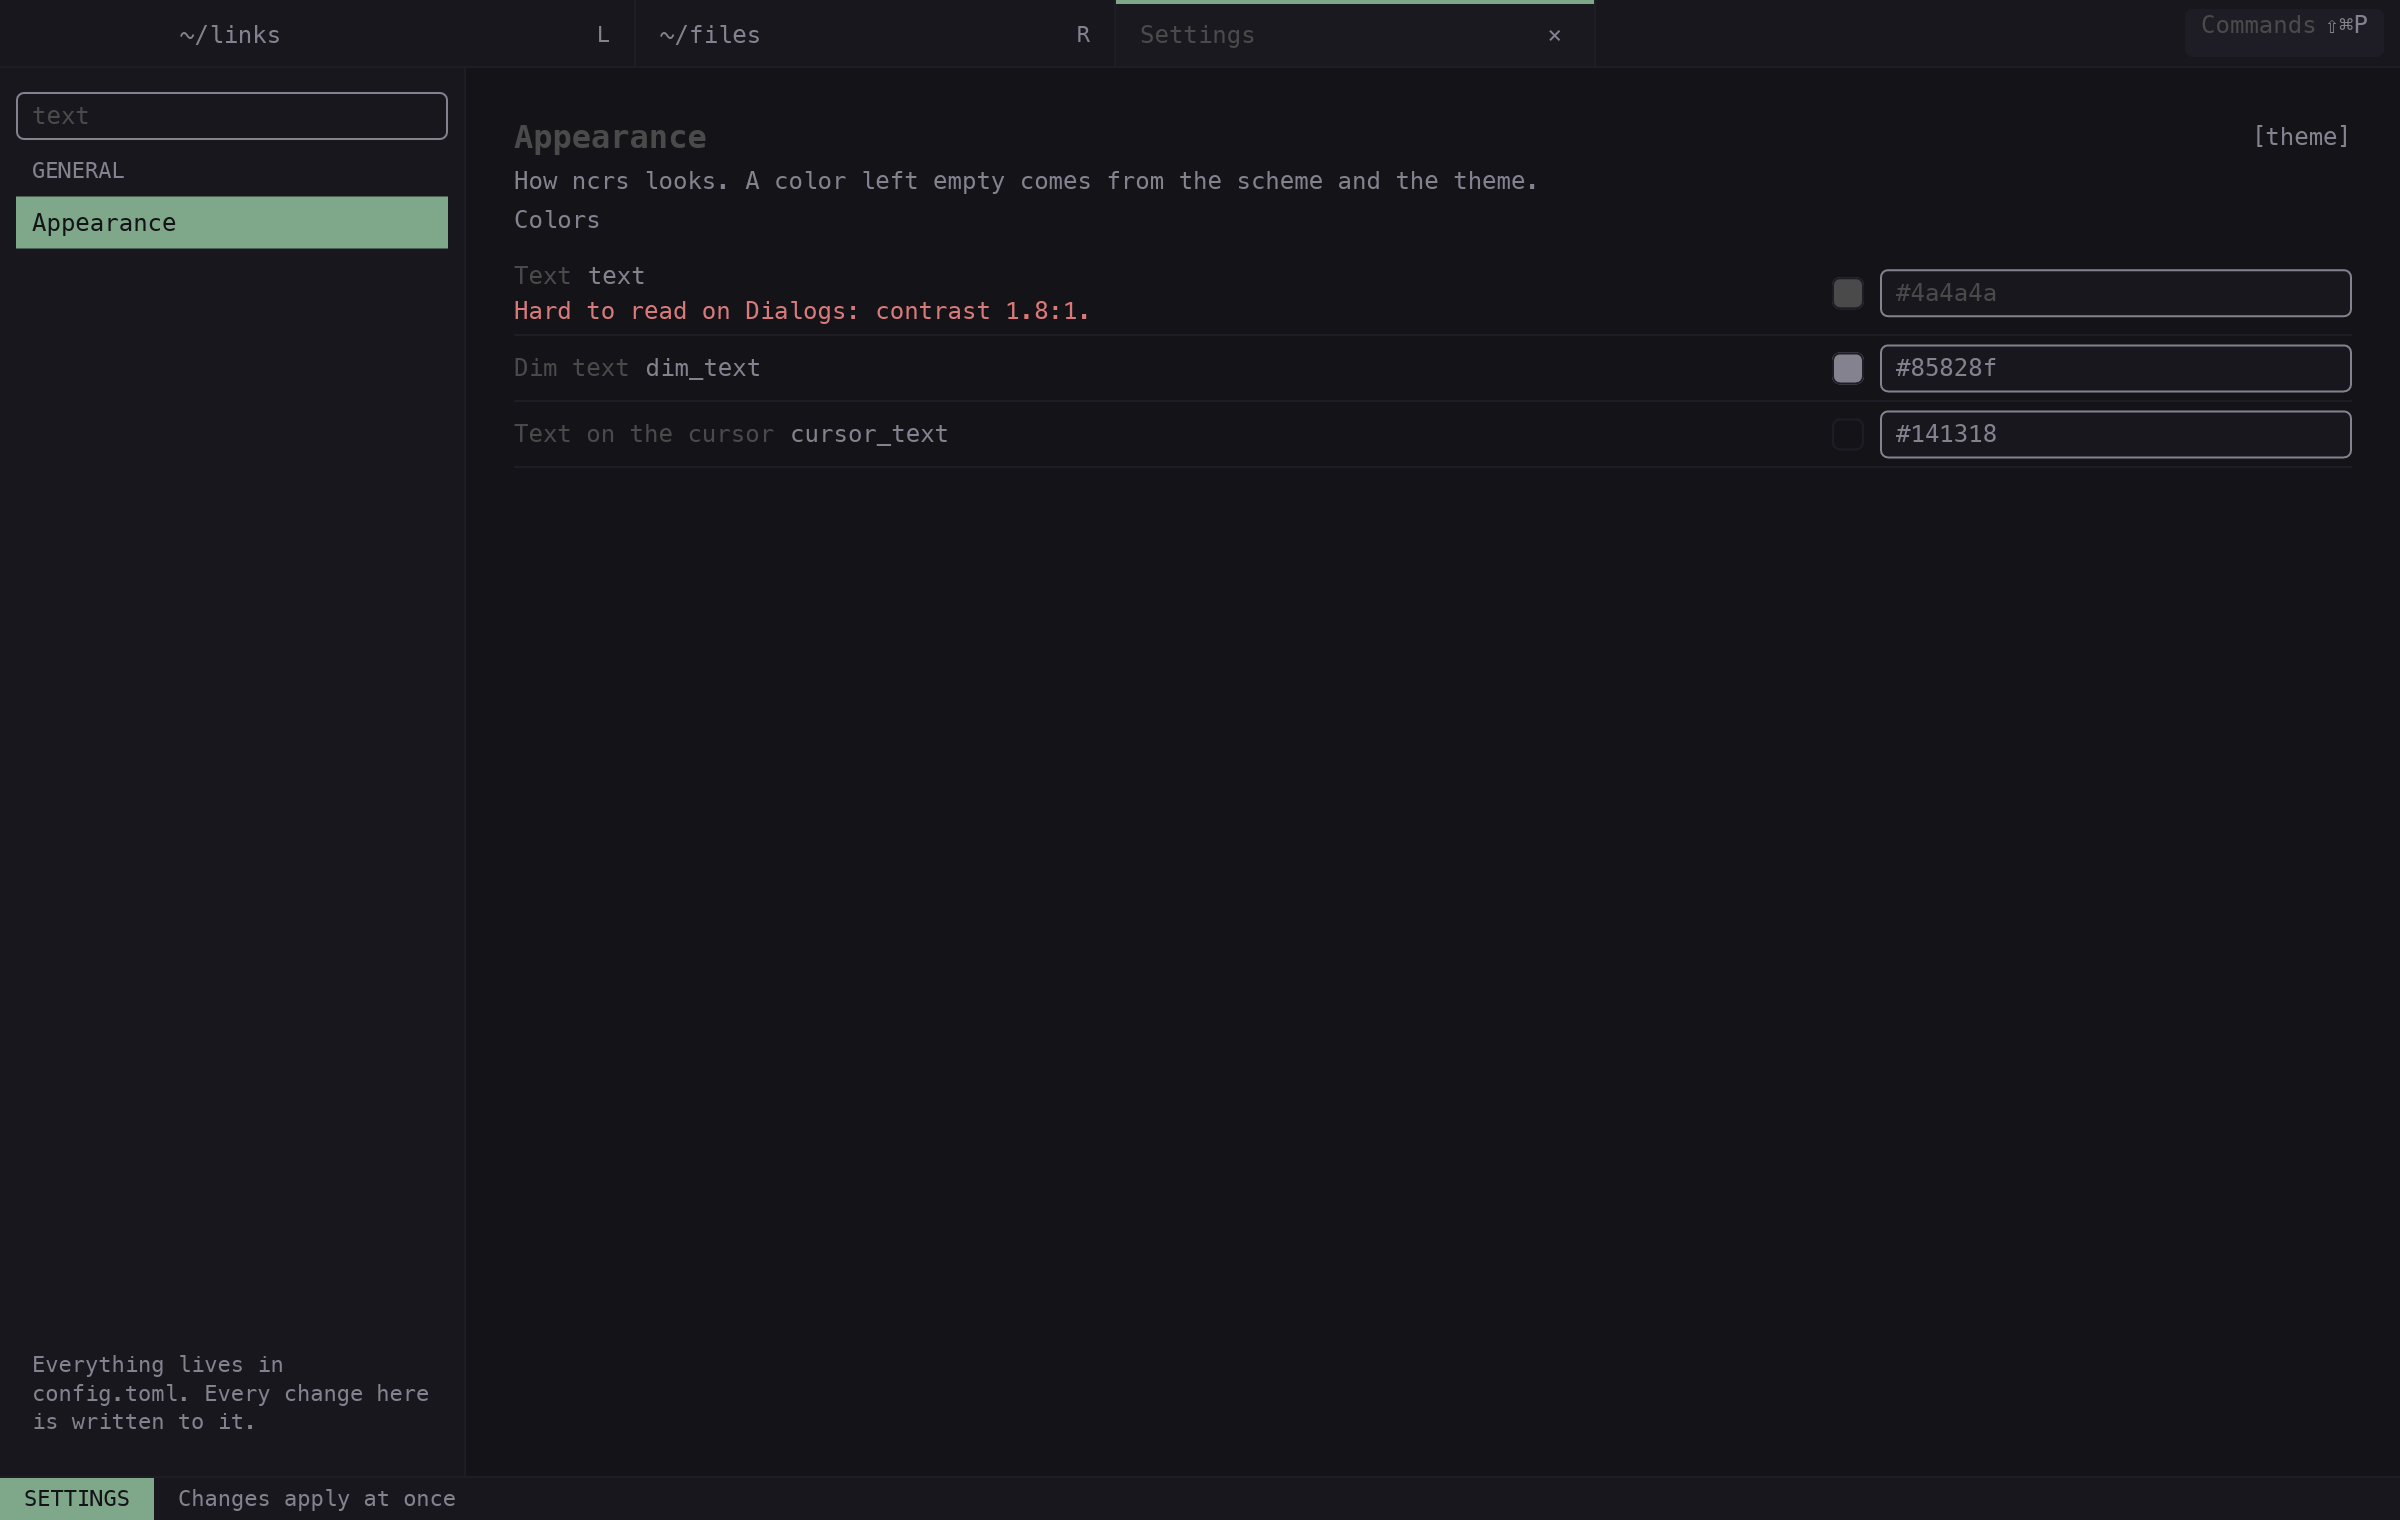 ~/links L ~/files R Settings × Commands ⇧⌘P
text
GENERAL
Appearance
Everything lives in
config.toml. Every change here
is written to it.
Appearance [theme]
How ncrs looks. A color left empty comes from the scheme and the theme.
Colors
Text text #4a4a4a
Hard to read on Dialogs: contrast 1.8:1.
Dim text dim_text #85828f
Text on the cursor cursor_text #141318
SETTINGS Changes apply at once